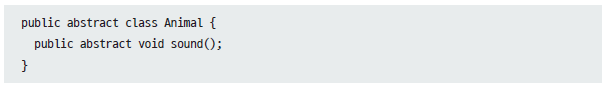 public abstract class Animal {
  public abstract void sound();
}